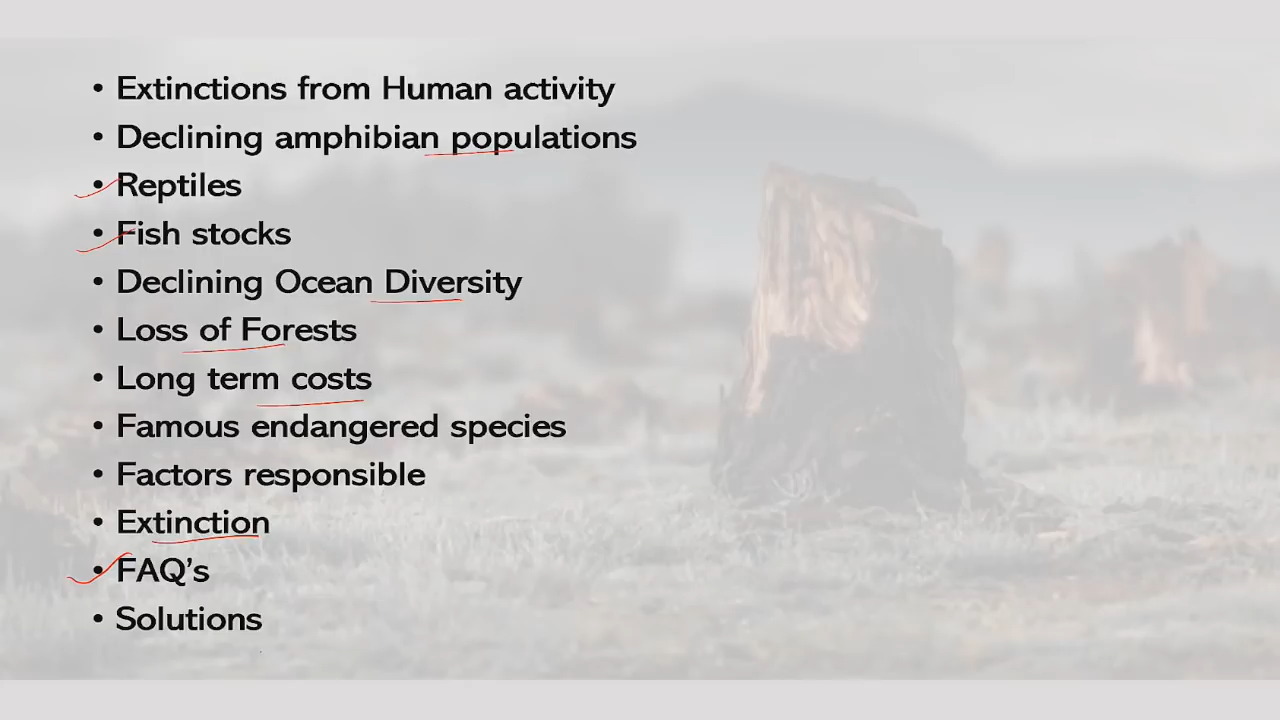 • Extinctions from Human activity
• Declining amphibian populations
• Reptiles
• Fish stocks
• Declining Ocean Diversity
• Loss of Forests
• Long term costs
• Famous endangered species
• Factors responsible
• Extinction
• FAQ's
• Solutions